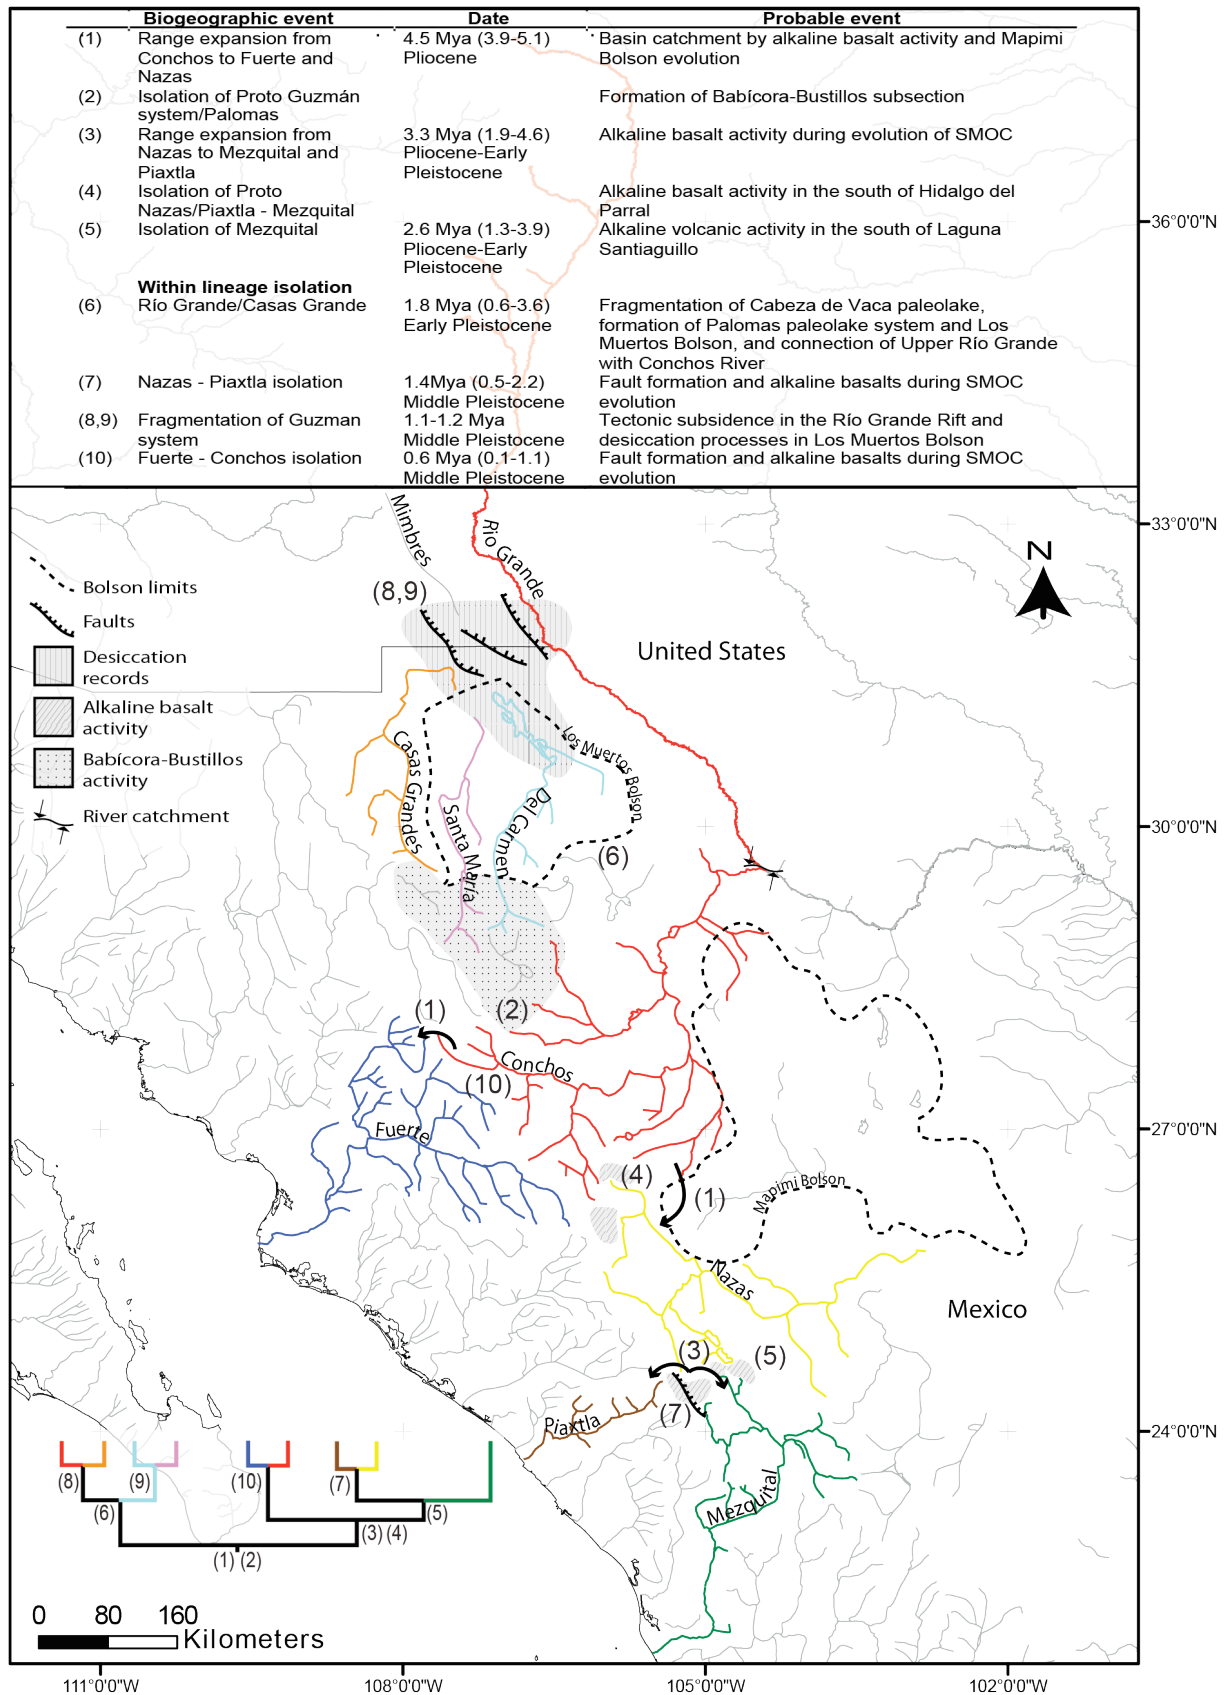 Biogeographic event Date Probable event
(1) Range expansion from 4.5 Mya (3.9-5.1) Basin catchment by alkaline basalt activity and Mapimi
Conchos to Fuerte and Pliocene Bolson evolution
Nazas
(2) Isolation of Proto Guzmán Formation of Babícora-Bustillos subsection
system/Palomas
(3) Range expansion from 3.3 Mya (1.9-4.6) Alkaline basalt activity during evolution of SMOC
Nazas to Mezquital and Pliocene-Early
Piaxtla Pleistocene
(4) Isolation of Proto Alkaline basalt activity in the south of Hidalgo del
Nazas/Piaxtla - Mezquital Parral
(5) Isolation of Mezquital 2.6 Mya (1.3-3.9) Alkaline volcanic activity in the south of Laguna
Pliocene-Early Santiaguillo
Pleistocene
Within lineage isolation
(6) Río Grande/Casas Grande 1.8 Mya (0.6-3.6) Fragmentation of Cabeza de Vaca paleolake,
Early Pleistocene formation of Palomas paleolake system and Los
Muertos Bolson, and connection of Upper Río Grande
with Conchos River
(7) Nazas - Piaxtla isolation 1.4Mya (0.5-2.2) Fault formation and alkaline basalts during SMOC
Middle Pleistocene evolution
(8,9) Fragmentation of Guzman 1.1-1.2 Mya Tectonic subsidence in the Río Grande Rift and
system Middle Pleistocene desiccation processes in Los Muertos Bolson
(10) Fuerte - Conchos isolation 0.6 Mya (0.1-1.1) Fault formation and alkaline basalts during SMOC
Middle Pleistocene evolution
36°0'0"N
33°0'0"N
30°0'0"N
27°0'0"N
24°0'0"N
Mimbres
Rio Grande
N
Bolson limits
Faults
Desiccation
records
Alkaline basalt
activity
Babícora-Bustillos
activity
River catchment
(8,9)
United States
Los Muertos Bolson
Casas Grandes
Santa María
Del Carmen
(6)
(2)
(1)
Conchos
(10)
Fuerte
(4)
(1)
Mapimi Bolson
Nazas
Mexico
(3)
(5)
(7)
Piaxtla
Mezquital
(8)
(9)
(10)
(7)
(6)
(5)
(3) (4)
(1) (2)
0 80 160
Kilometers
111°0'0"W 108°0'0"W 105°0'0"W 102°0'0"W